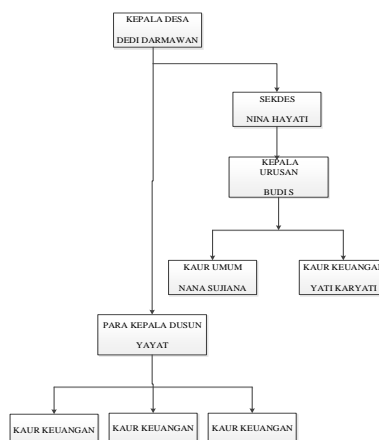 KEPALA DESA
DEDI DARMAWAN
SEKDES
NINA HAYATI
KEPALA
URUSAN
BUDI S
KAUR UMUM
NANA SUJIANA
KAUR KEUANGAN
YATI KARYATI
PARA KEPALA DUSUN
YAYAT
KAUR KEUANGAN
KAUR KEUANGAN
KAUR KEUANGAN